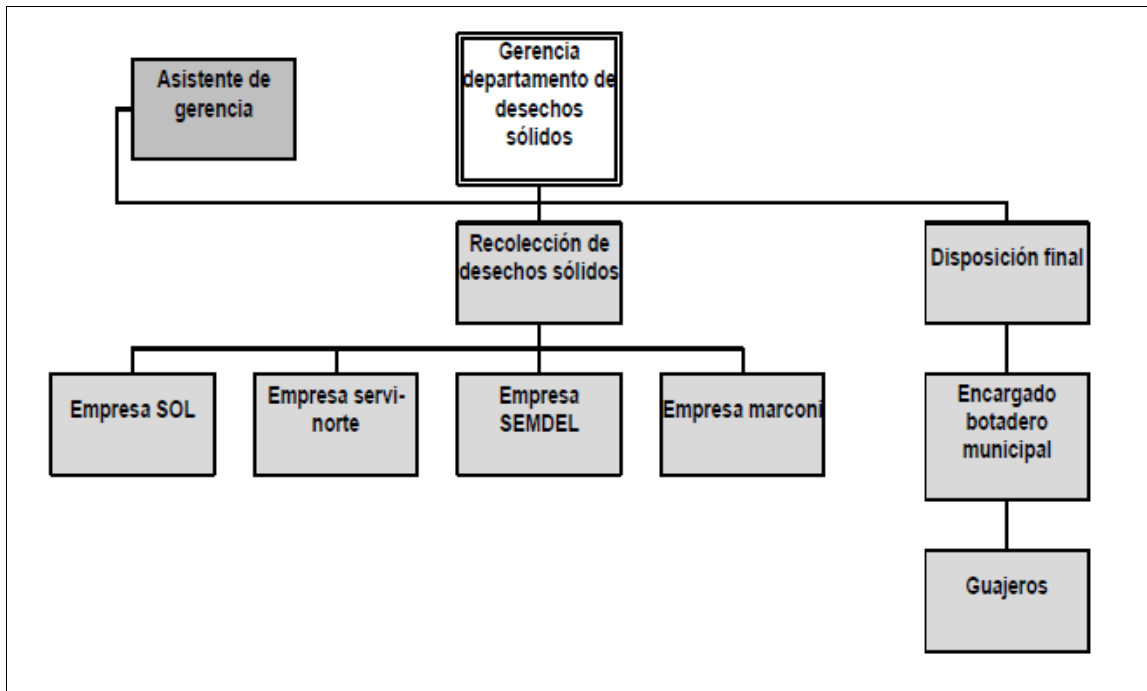 Gerencia
departamento de
desechos
sólidos
Asistente de
gerencia
Recolección de
desechos sólidos
Disposición final
Empresa SOL
Empresa servi-
norte
Empresa
SEMDEL
Empresa marconi
Encargado
botadero
municipal
Guajeros